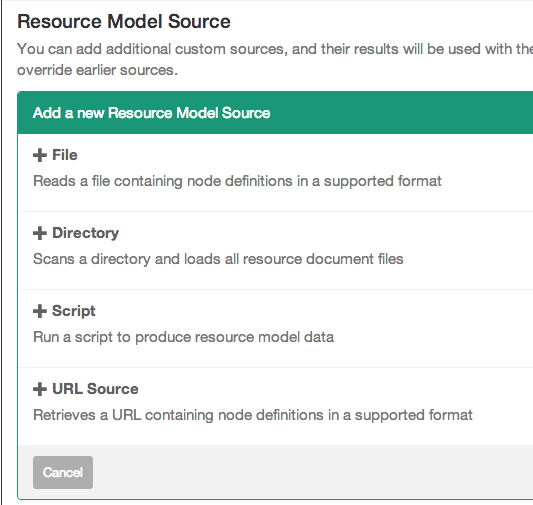 Resource Model Source
You can add additional custom sources, and their results will be used with the
override earlier sources.
Add a new Resource Model Source
File
Reads a file containing node definitions in a supported format
Directory
Scans a directory and loads all resource document files
Script
Run a script to produce resource model data
URL Source
Retrieves a URL containing node definitions in a supported format
Cancel